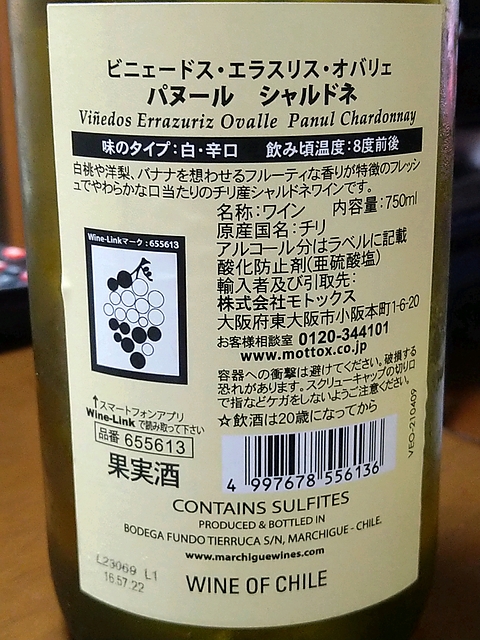 ビニェードス・エラスリス・オバリェ
パヌール シャルドネ
Viñedos Errazuriz Ovalle Panul Chardonnay
味のタイプ：白・辛口 飲み頃温度：8度前後
白桃や洋梨、バナナを想わせるフルーティな香りが特徴のフレッシュ
でやわらかな口当たりのチリ産シャルドネワインです。
名称：ワイン 内容量：750ml
原産国名：チリ
アルコール分はラベルに記載
酸化防止剤(亜硫酸塩)
輸入者及び引取先：
株式会社モトックス
大阪府東大阪市小阪本町1-6-20
お客様相談室 0120-344101
www.mottox.co.jp
容器への衝撃は避けてください。破損する
恐れがあります。スクリューキャップの切り口
で指などケガをしないようご注意ください。
☆飲酒は20歳になってから
Wine-Linkマーク：655613
↑スマートフォンアプリ
Wine-Link で読み取って下さい
品番 655613
果実酒
4 997678 556136
VEO-210409
CONTAINS SULFITES
PRODUCED & BOTTLED IN
BODEGA FUNDO TIERRUCA S/N, MARCHIGUE - CHILE.
www.marchiguewines.com
WINE OF CHILE
L23069 L1
16:57:22